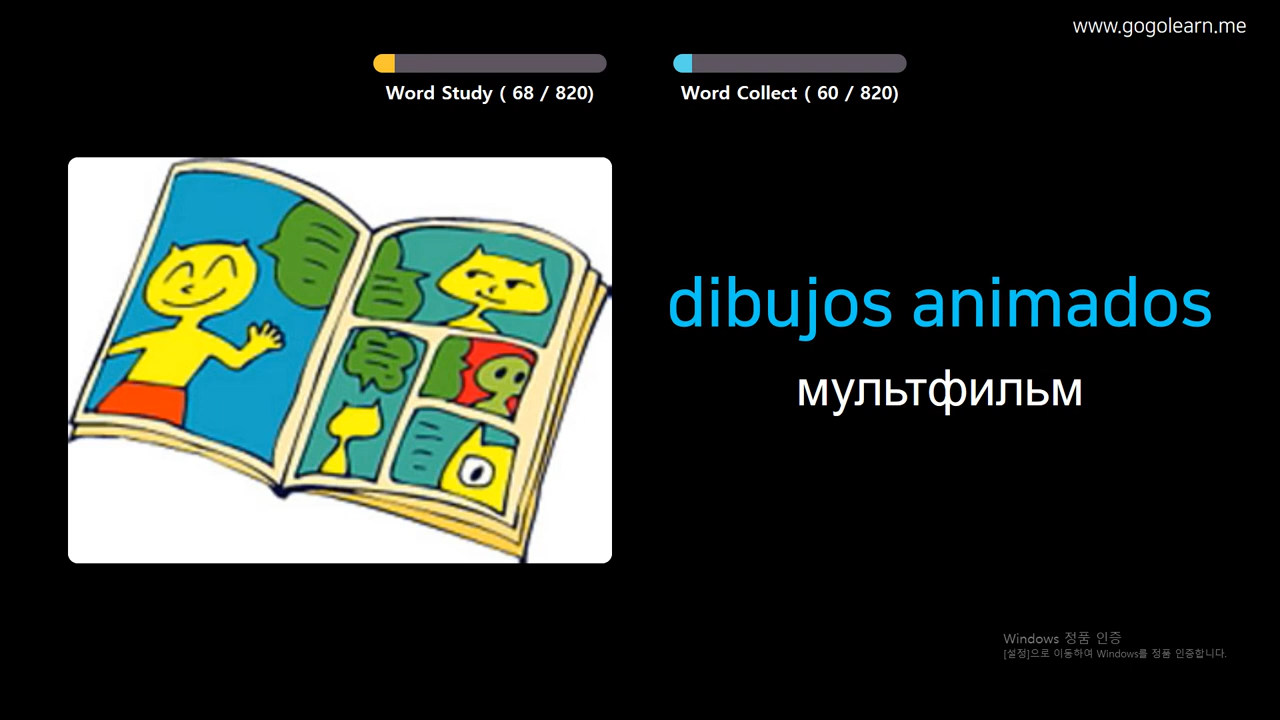 www.gogolearn.me
Word Study ( 68 / 820)
Word Collect ( 60 / 820)
dibujos animados
мультфильм
Windows 정품 인증
[설정]으로 이동하여 Windows를 정품 인증합니다.